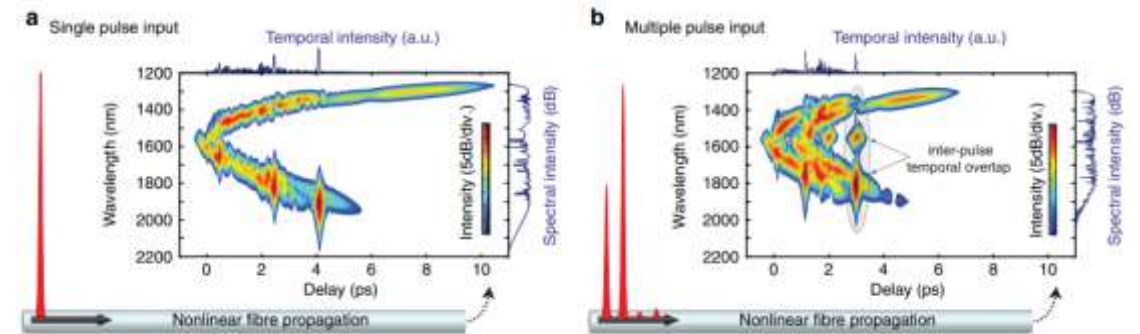 a
Single pulse input
Temporal intensity (a.u.)
1200
1400
1600
1800
2000
2200
Wavelength (nm)
Intensity (5dB/div.)
Spectral intensity (dB)
0 2 4 6 8 10
Delay (ps)
Nonlinear fibre propagation
b
Multiple pulse input
Temporal intensity (a.u.)
1200
1400
1600
1800
2000
2200
Wavelength (nm)
inter-pulse
temporal overlap
Intensity (5dB/div.)
Spectral intensity (dB)
0 2 4 6 8 10
Delay (ps)
Nonlinear fibre propagation